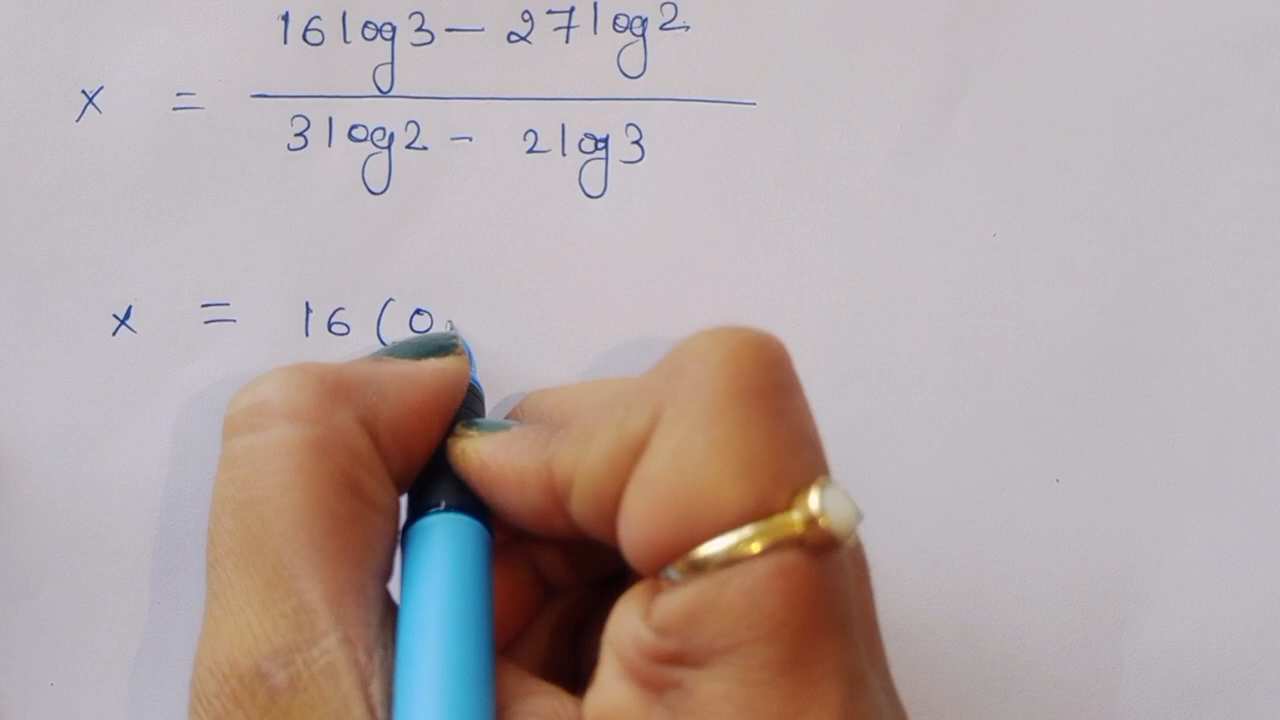 16log3 - 27log2
x = 
3log2 - 2log3
x = 16(0.